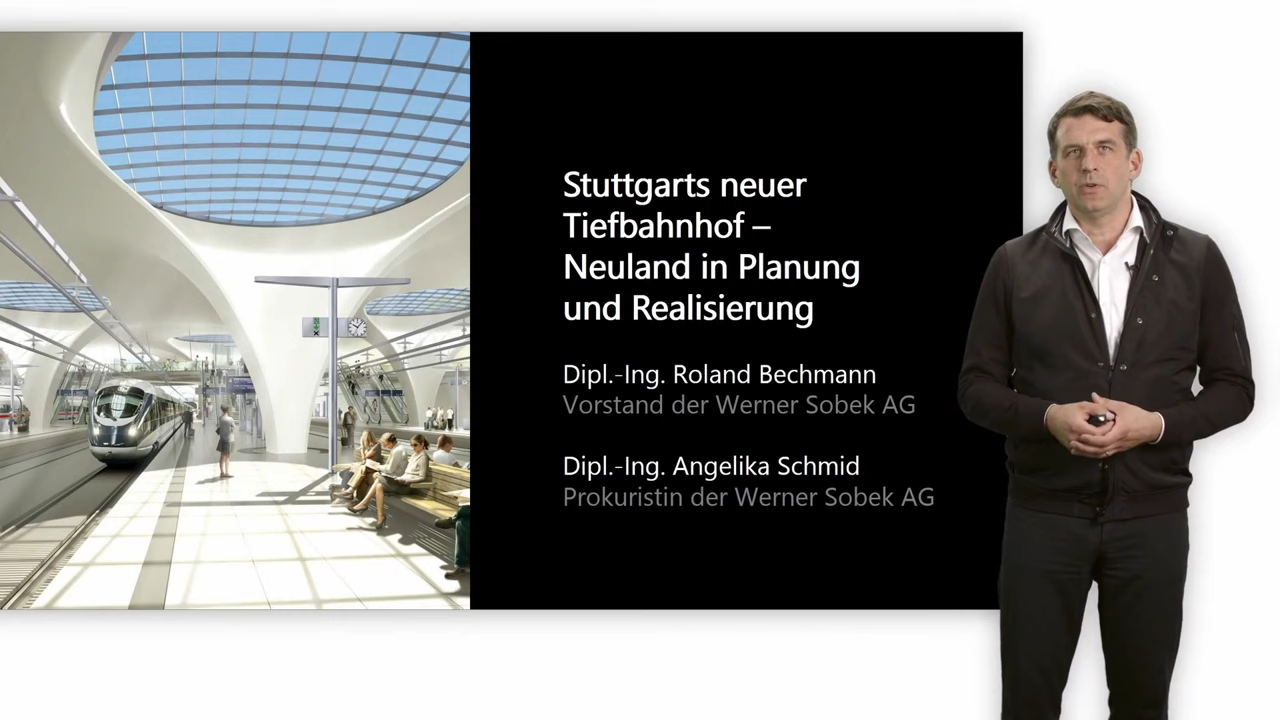 Stuttgarts neuer
Tiefbahnhof –
Neuland in Planung
und Realisierung
Dipl.-Ing. Roland Bechmann
Vorstand der Werner Sobek AG
Dipl.-Ing. Angelika Schmid
Prokuristin der Werner Sobek AG